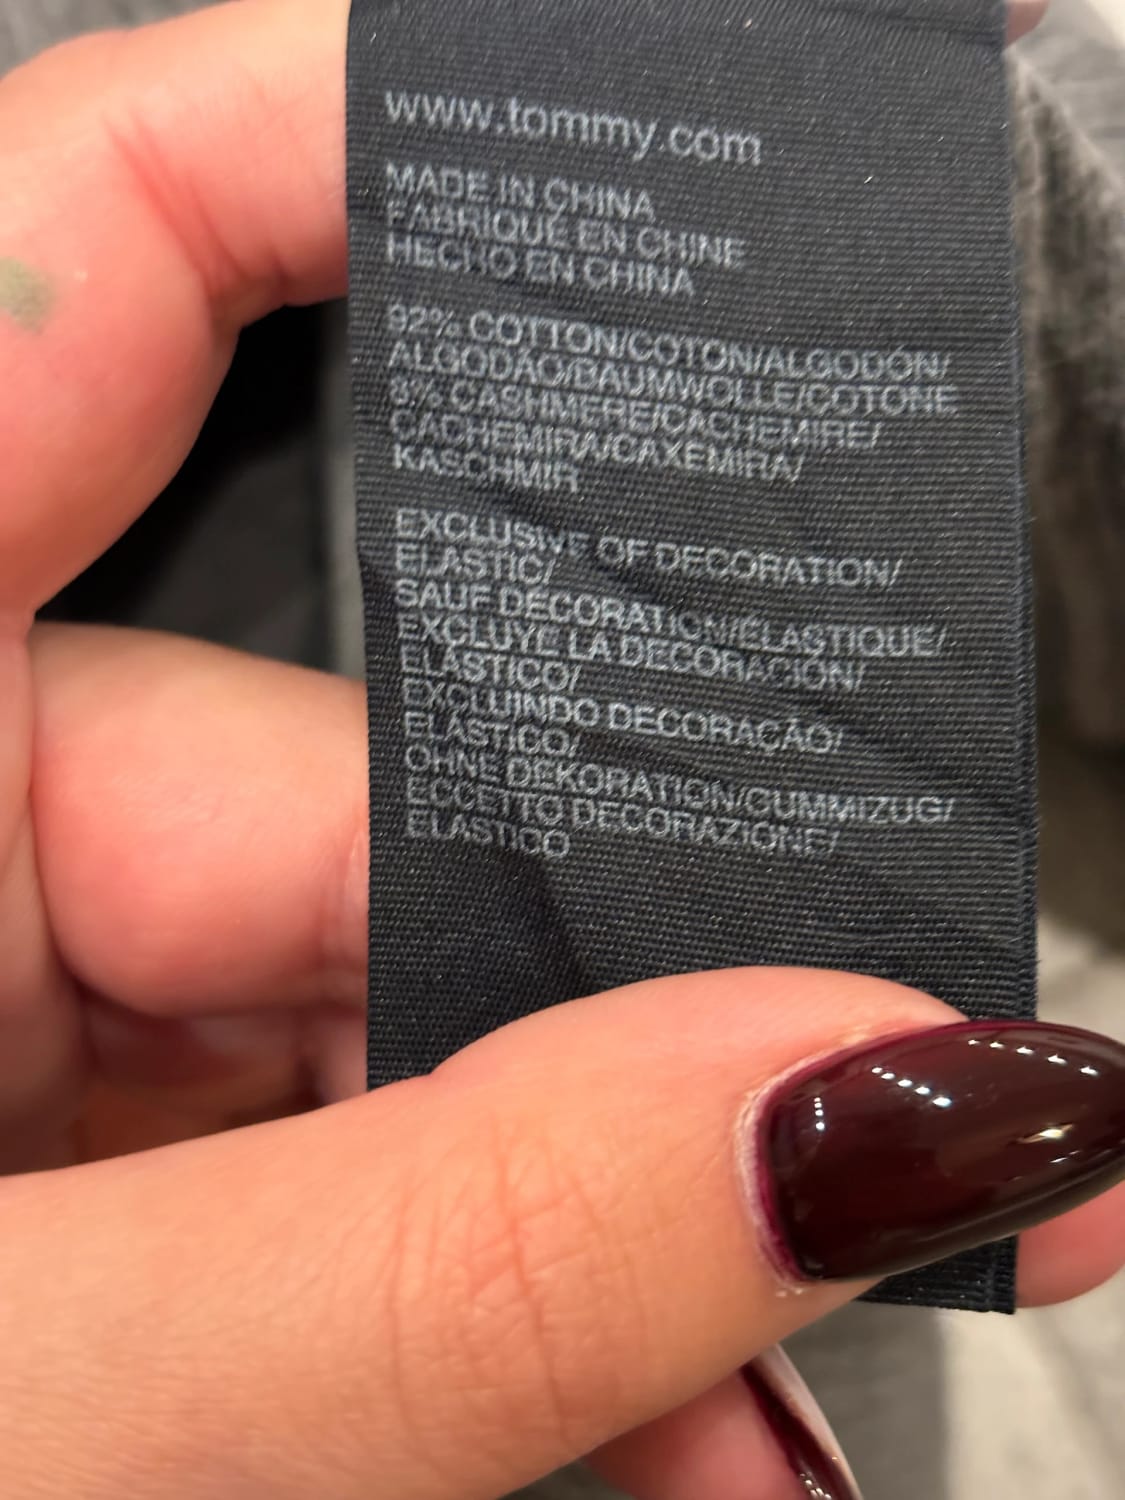 www.tommy.com
MADE IN CHINA
FABRIQUÉ EN CHINE
HECHO EN CHINA
92% COTTON/COTON/ALGODÓN/
ALGODÃO/BAUMWOLLE/COTONE
8% CASHMERE/CACHEMIRE/
CACHEMIRA/CAXEMIRA/
KASCHMIR
EXCLUSIVE OF DECORATION/
ELASTIC/
SAUF DÉCORATION/ÉLASTIQUE/
EXCLUYE LA DECORACIÓN/
ELÁSTICO/
EXCLUINDO DECORAÇÃO/
ELÁSTICO/
OHNE DEKORATION/GUMMIZUG/
ECCETTO DECORAZIONE/
ELASTICO